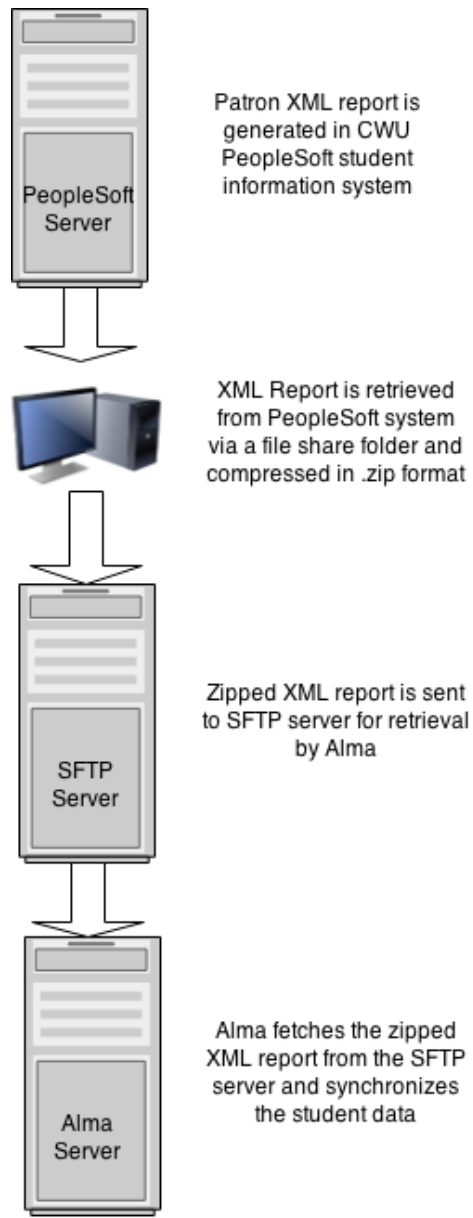 Patron XML report is
generated in CWU
PeopleSoft student
information system
PeopleSoft
Server
XML Report is retrieved
from PeopleSoft system
via a file share folder and
compressed in .zip format
Zipped XML report is sent
to SFTP server for retrieval
by Alma
SFTP
Server
Alma fetches the zipped
XML report from the SFTP
server and synchronizes
the student data
Alma
Server